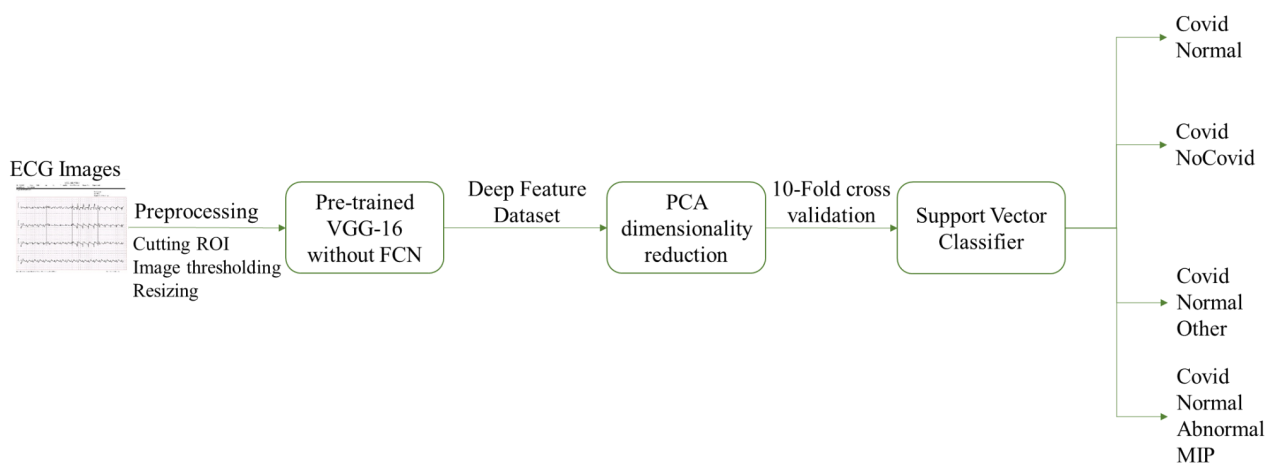 ECG Images
Preprocessing
Cutting ROI
Image thresholding
Resizing
Pre-trained
VGG-16
without FCN
Deep Feature
Dataset
PCA
dimensionality
reduction
10-Fold cross
validation
Support Vector
Classifier
Covid
Normal
Covid
NoCovid
Covid
Normal
Other
Covid
Normal
Abnormal
MIP